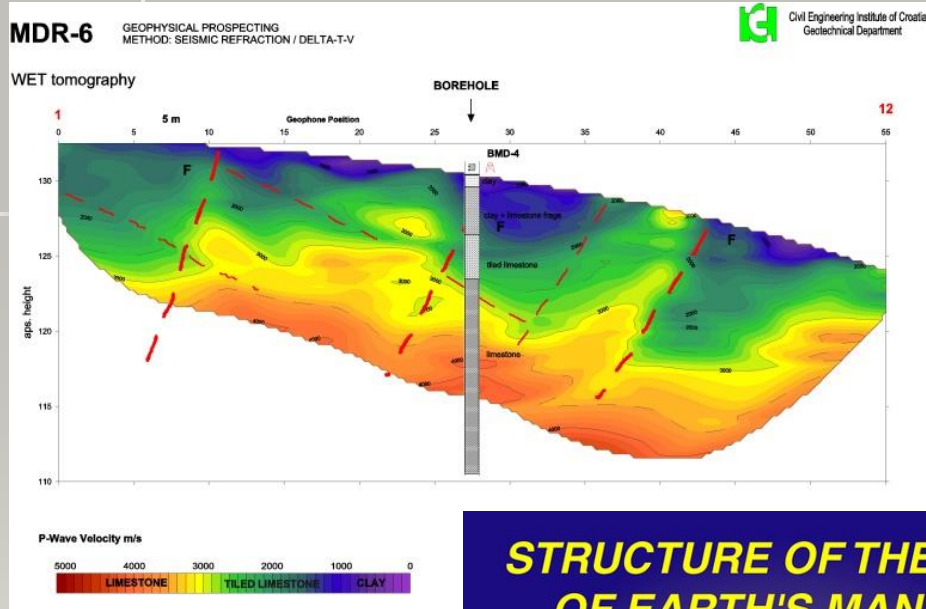 MDR-6
GEOPHYSICAL PROSPECTING
METHOD: SEISMIC REFRACTION / DELTA-T-V
Civil Engineering Institute of Croatia
Geotechnical Department
WET tomography
BOREHOLE
1
5 m
Geophone Position
12
0 5 10 15 20 25 30 35 40 45 50 55
BMD-4
130
125
120
115
110
aps. height
F
F
F
clay
clay + limestone frags
tiled limestone
limestone
P-Wave Velocity m/s
5000 4000 3000 2000 1000 0
LIMESTONE TILED LIMESTONE CLAY
STRUCTURE OF THE
OF EARTH'S MAN